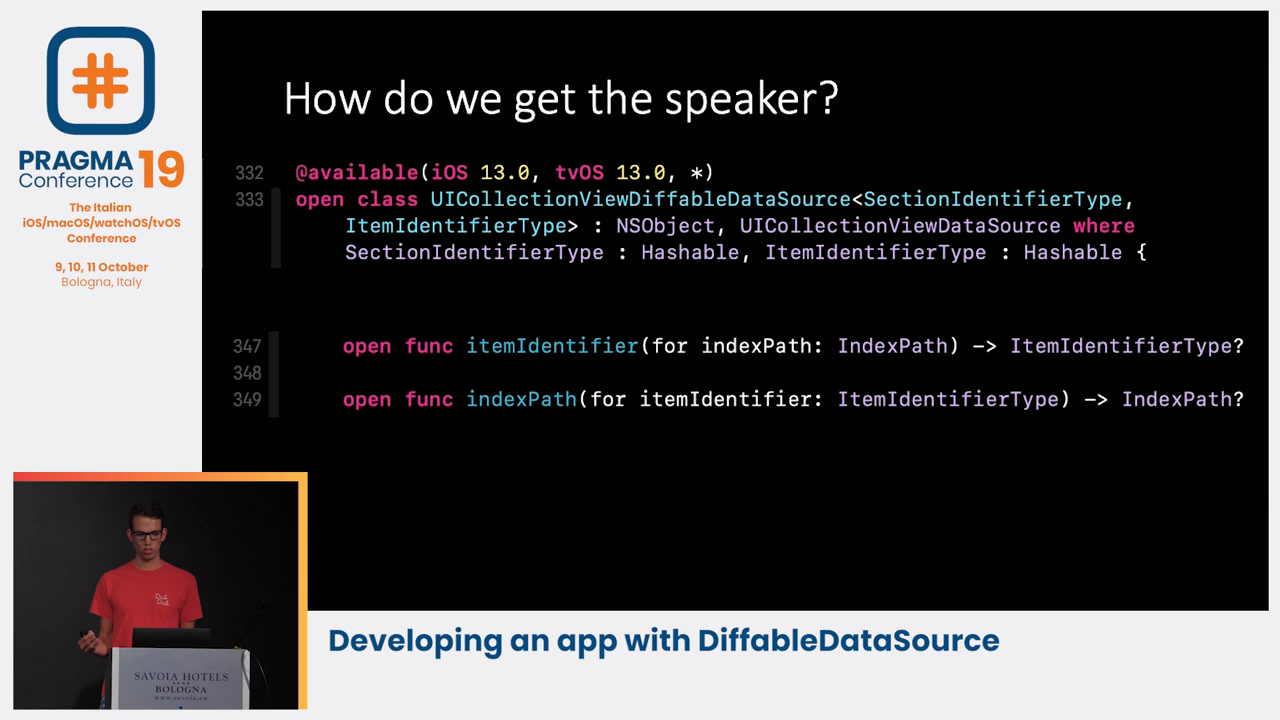 #
PRAGMA
Conference
19
The Italian
iOS/macOS/watchOS/tvOS
Conference
9, 10, 11 October
Bologna, Italy
How do we get the speaker?
332 @available(iOS 13.0, tvOS 13.0, *)
333 open class UICollectionViewDiffableDataSource<SectionIdentifierType,
ItemIdentifierType> : NSObject, UICollectionViewDataSource where
SectionIdentifierType : Hashable, ItemIdentifierType : Hashable {
347 open func itemIdentifier(for indexPath: IndexPath) -> ItemIdentifierType?
348
349 open func indexPath(for itemIdentifier: ItemIdentifierType) -> IndexPath?
SAVOIA HOTELS
BOLOGNA
Developing an app with DiffableDataSource